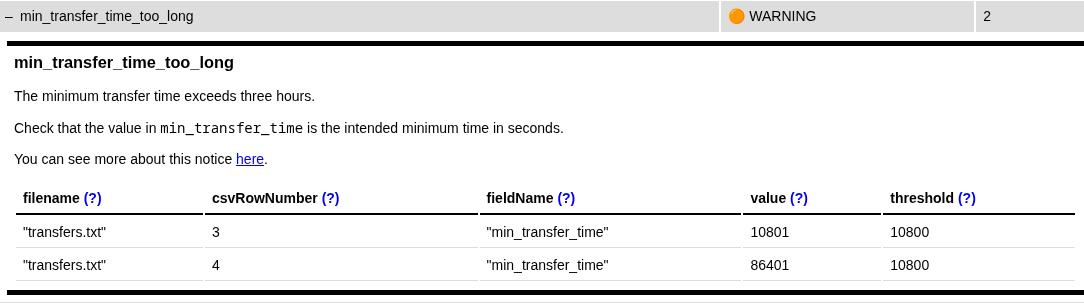 – min_transfer_time_too_long WARNING 2
min_transfer_time_too_long
The minimum transfer time exceeds three hours.
Check that the value in min_transfer_time is the intended minimum time in seconds.
You can see more about this notice here.
filename (?) csvRowNumber (?) fieldName (?) value (?) threshold (?)
"transfers.txt" 3 "min_transfer_time" 10801 10800
"transfers.txt" 4 "min_transfer_time" 86401 10800